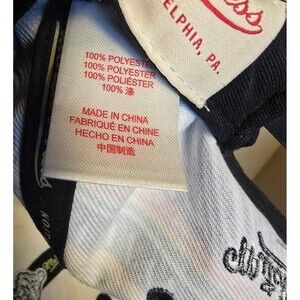 ELPHIA, PA.
100% POLYESTER
100% POLYESTER
100% POLIÉSTER
100% 涤
MADE IN CHINA
FABRIQUÉ EN CHINE
HECHO EN CHINA
中国制造